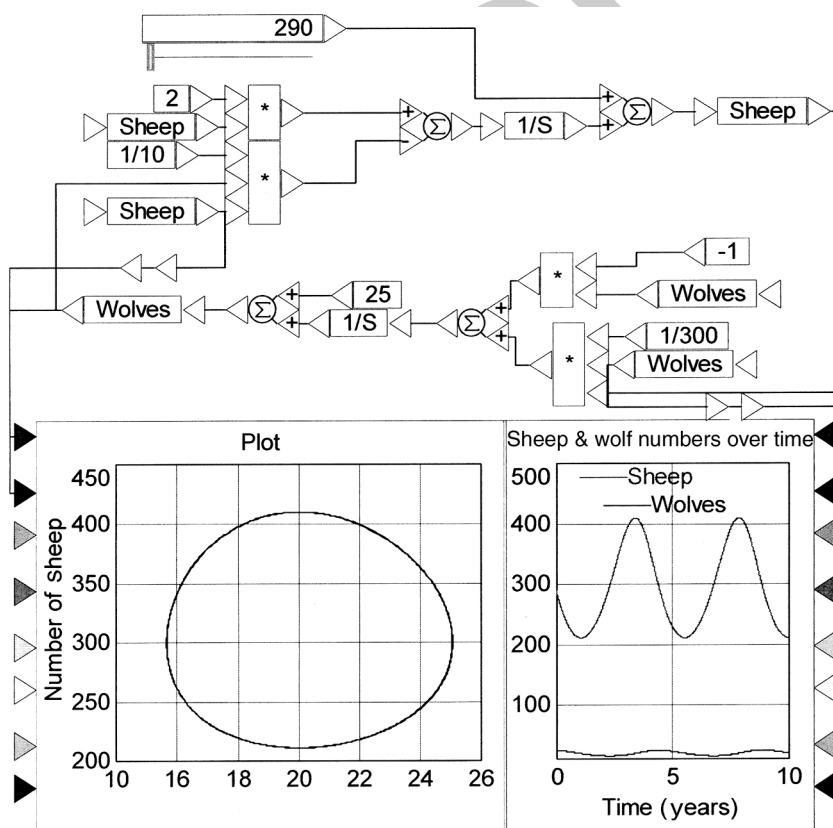 290
2
*
Sheep
1/10
*
Sheep
+
-
Σ
1/S
+
+
Σ
Sheep
Wolves
Σ
+
25
+
1/S
Σ
+
+
*
-1
Wolves
*
1/300
Wolves
Plot
Number of sheep
450
400
350
300
250
200
10
16
18
20
22
24
26
Sheep & wolf numbers over time
Sheep
Wolves
500
400
300
200
100
0
5
10
Time (years)